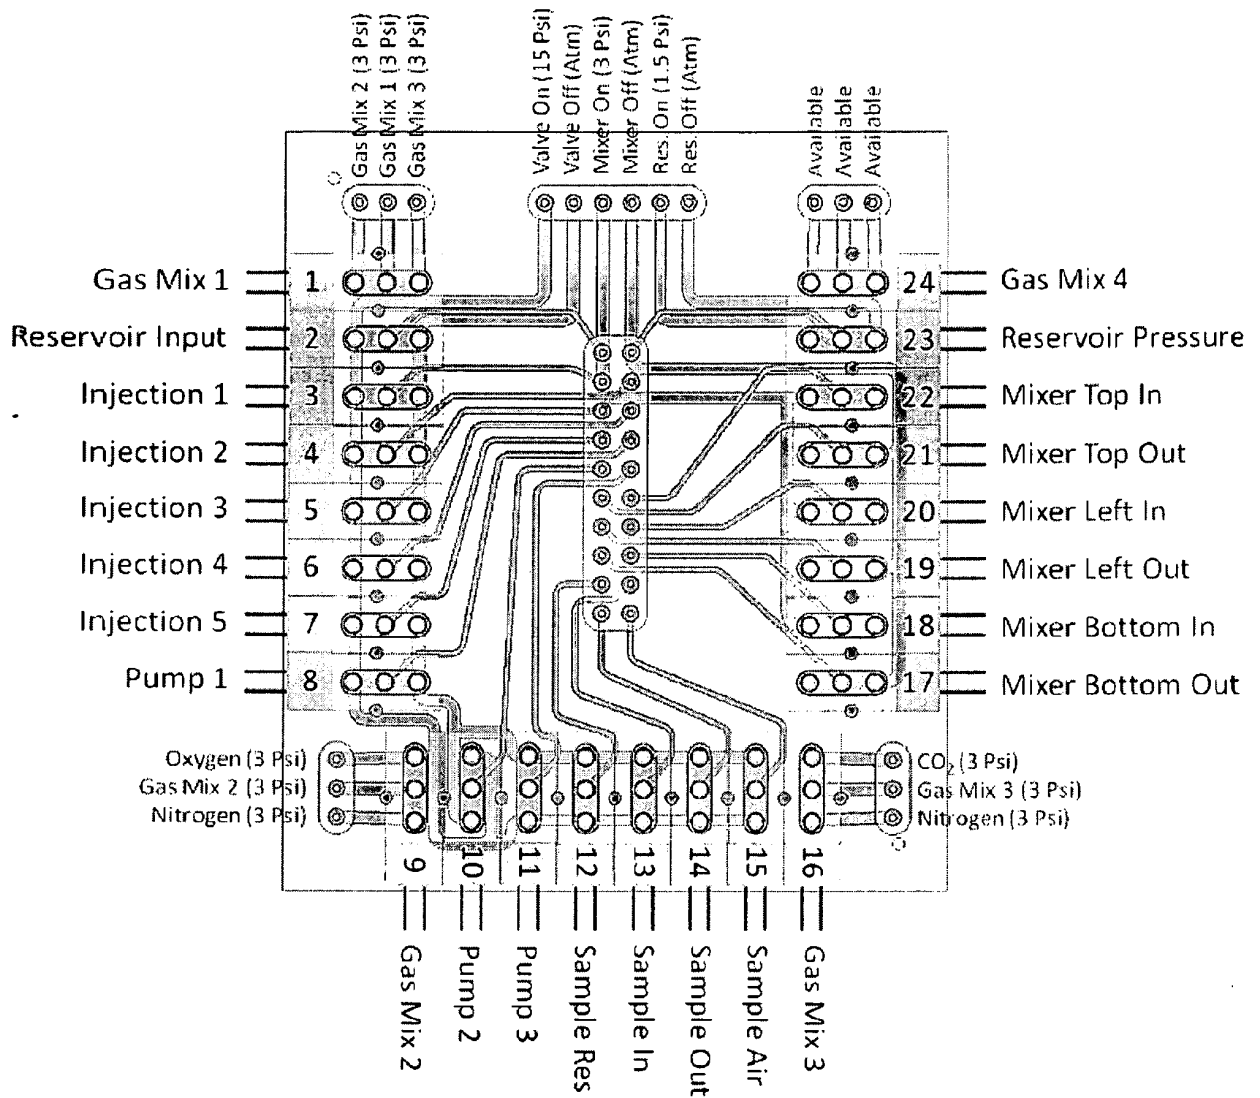 Gas Mix 2 (3 Psi)
Gas Mix 1 (3 Psi)
Gas Mix 3 (3 Psi)
Valve On (15 Psi)
Valve Off (Atm)
Mixer On (3 Psi)
Mixer Off (Atm)
Res. On (1.5 Psi)
Res. Off (Atm)
Available
Available
Available
Gas Mix 1 1
Reservoir Input 2
Injection 1 3
Injection 2 4
Injection 3 5
Injection 4 6
Injection 5 7
Pump 1 8
24 Gas Mix 4
23 Reservoir Pressure
22 Mixer Top In
21 Mixer Top Out
20 Mixer Left In
19 Mixer Left Out
18 Mixer Bottom In
17 Mixer Bottom Out
Oxygen (3 Psi)
Gas Mix 2 (3 Psi)
Nitrogen (3 Psi)
CO₂ (3 Psi)
Gas Mix 3 (3 Psi)
Nitrogen (3 Psi)
9 Gas Mix 2
10 Pump 2
11 Pump 3
12 Sample Res
13 Sample In
14 Sample Out
15 Sample Air
16 Gas Mix 3